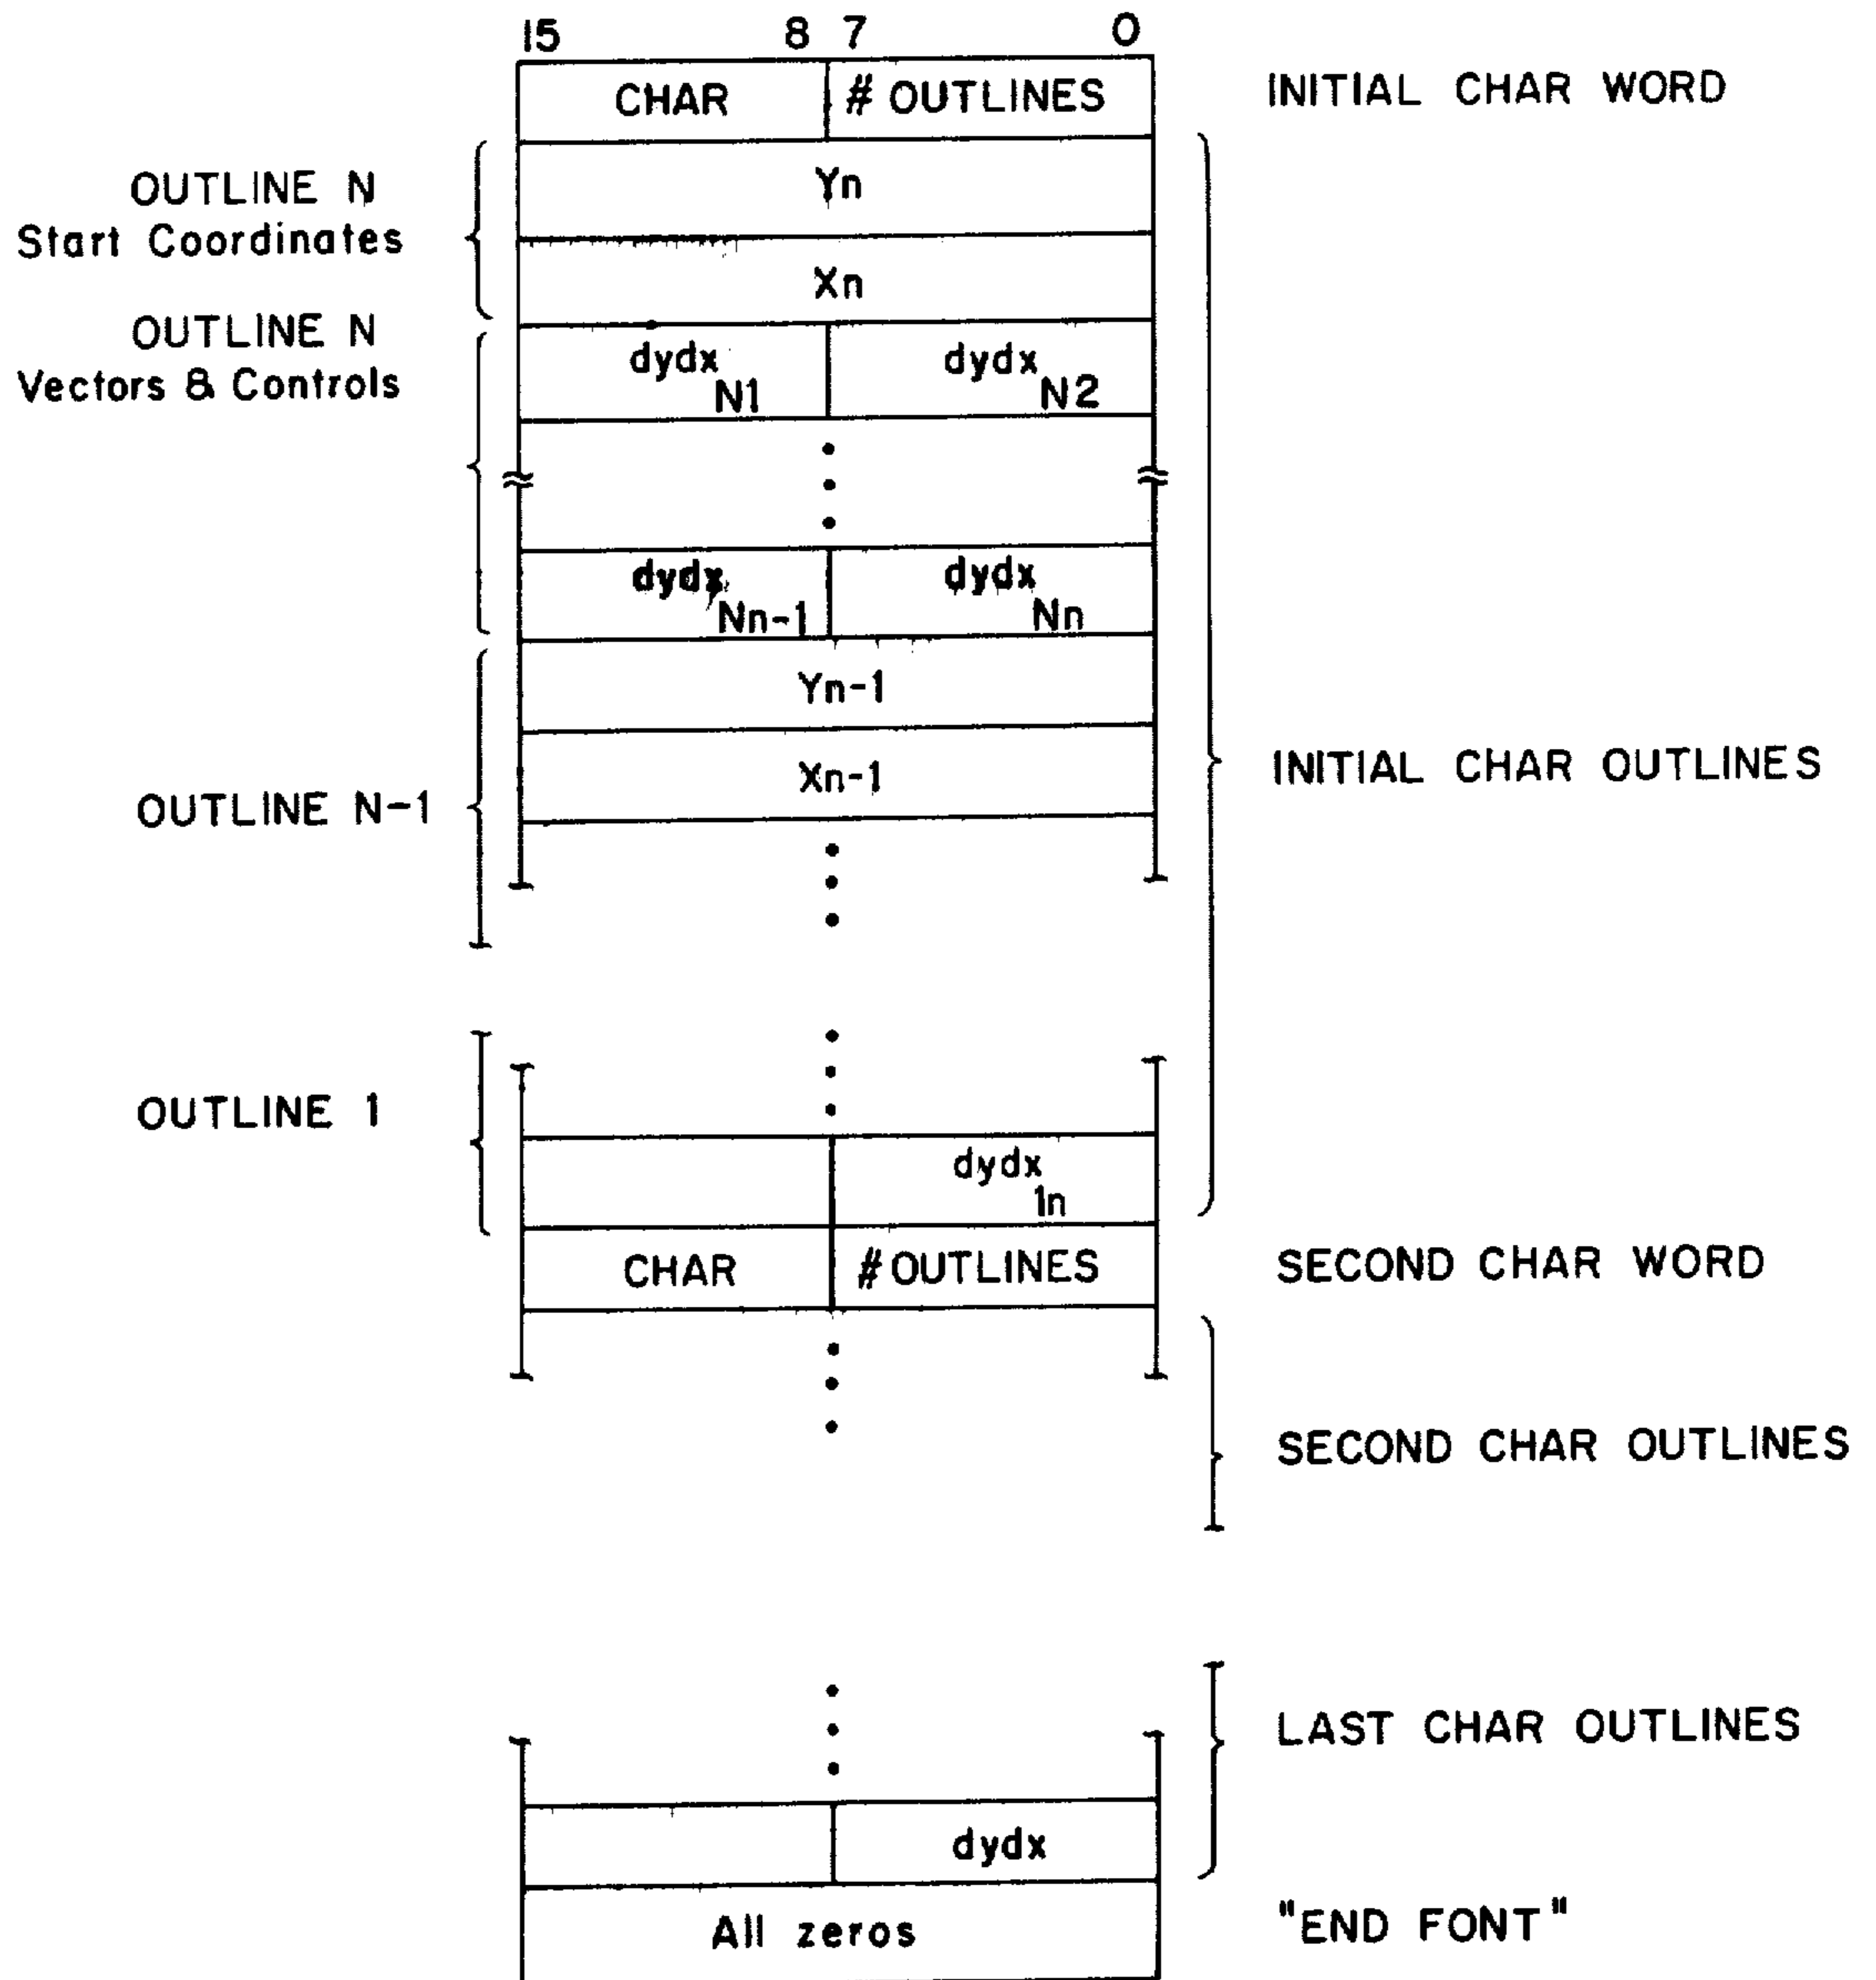 15 8 7 0
CHAR # OUTLINES INITIAL CHAR WORD
OUTLINE N
Start Coordinates
Yn
Xn
OUTLINE N
Vectors & Controls
dydx N1 dydx N2
dydx Nn-1 dydx Nn
Yn-1
Xn-1
OUTLINE N-1
INITIAL CHAR OUTLINES
OUTLINE 1
dydx 1n
CHAR # OUTLINES SECOND CHAR WORD
SECOND CHAR OUTLINES
LAST CHAR OUTLINES
dydx
All zeros "END FONT"